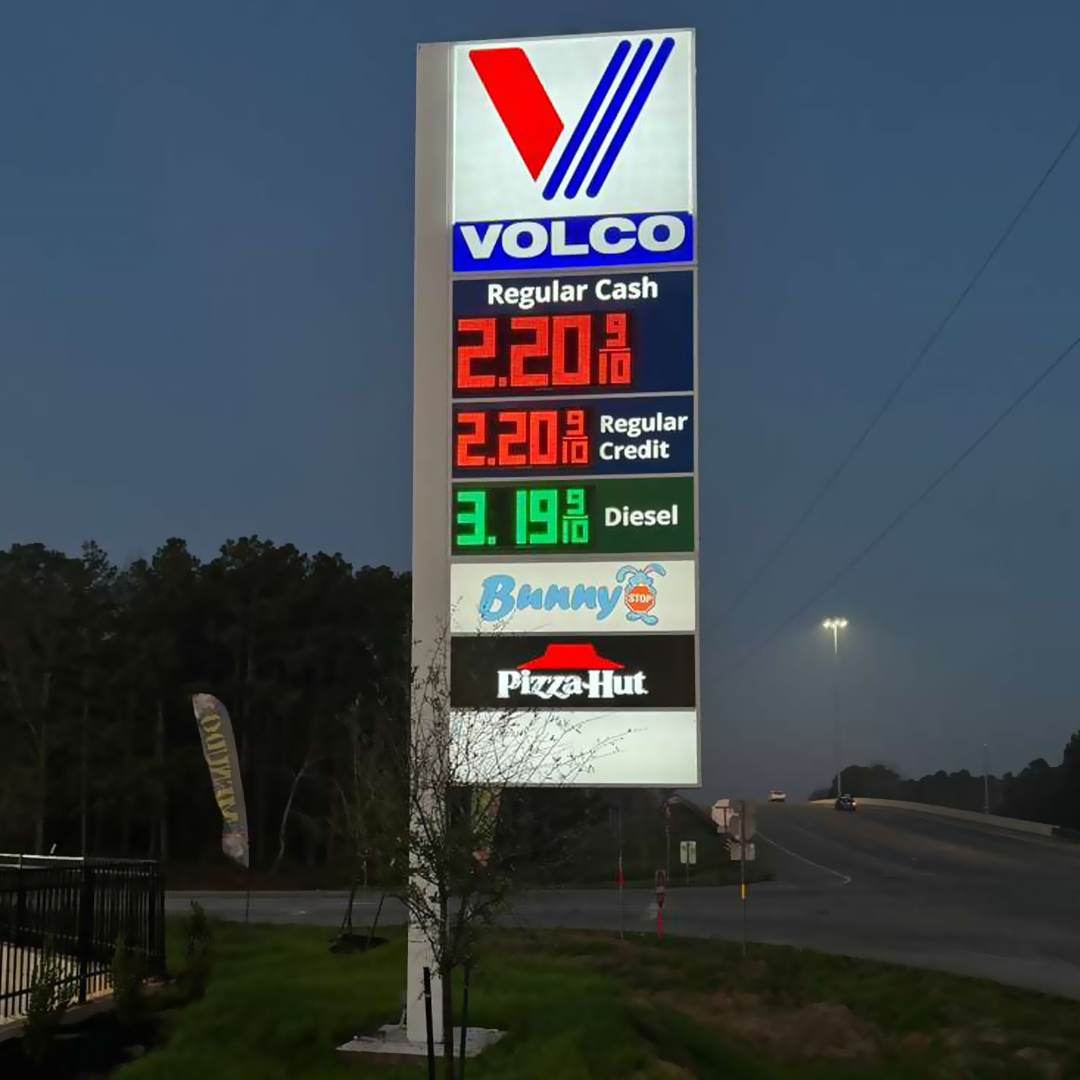 VOLCO
Regular Cash
2.20 9/10
2.20 9/10 Regular
Credit
3.19 9/10 Diesel
Bunny STOP
Pizza Hut